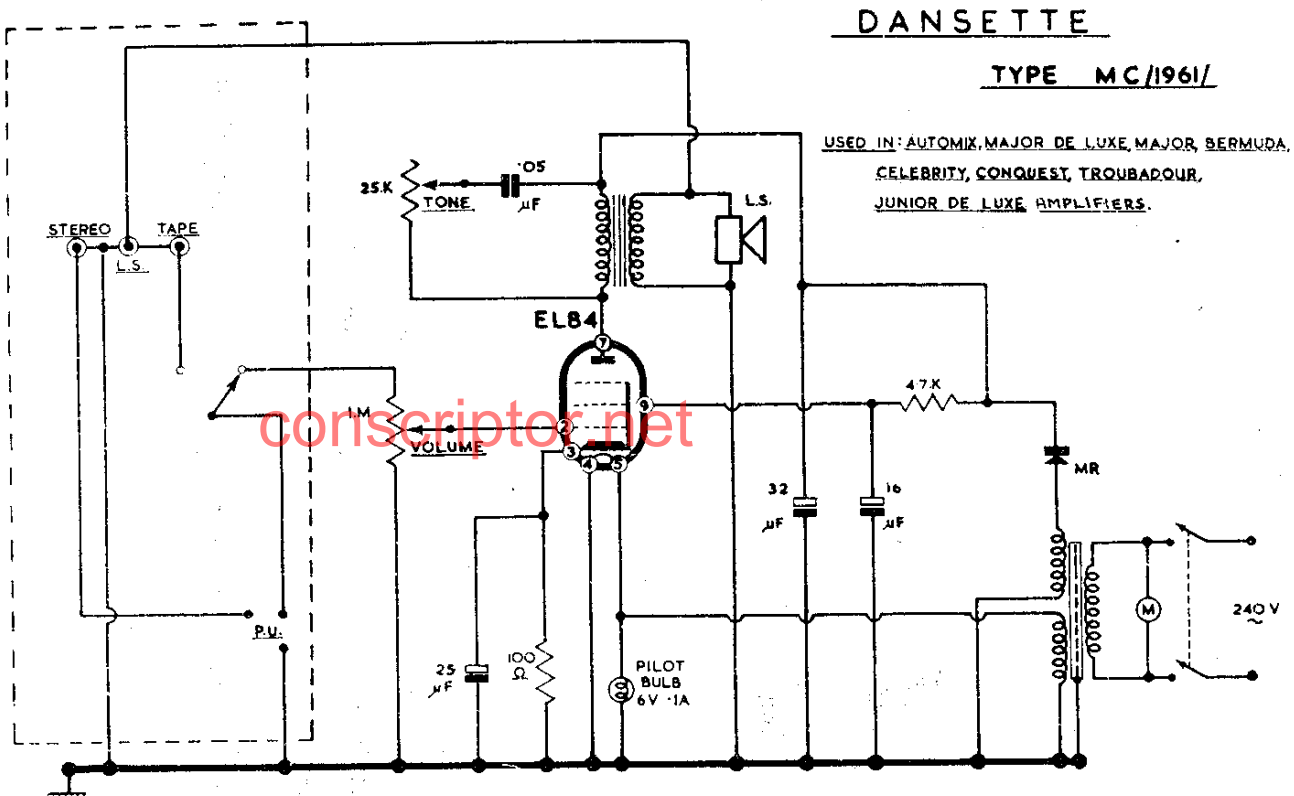 DANSETTE
TYPE MC/1961/
USED IN: AUTOMIX, MAJOR DE LUXE, MAJOR, BERMUDA,
CELEBRITY, CONQUEST, TROUBADOUR,
JUNIOR DE LUXE AMPLIFIERS.
·05
μF
25.K
TONE
L.S.
STEREO
TAPE
L.S.
EL84
7
9
2
3
4
5
1.M
VOLUME
conscriptor.net
4·7.K
MR
32
μF
16
μF
M
240 V
~
P.U.
25
μF
100
Ω
PILOT
BULB
6V ·1A